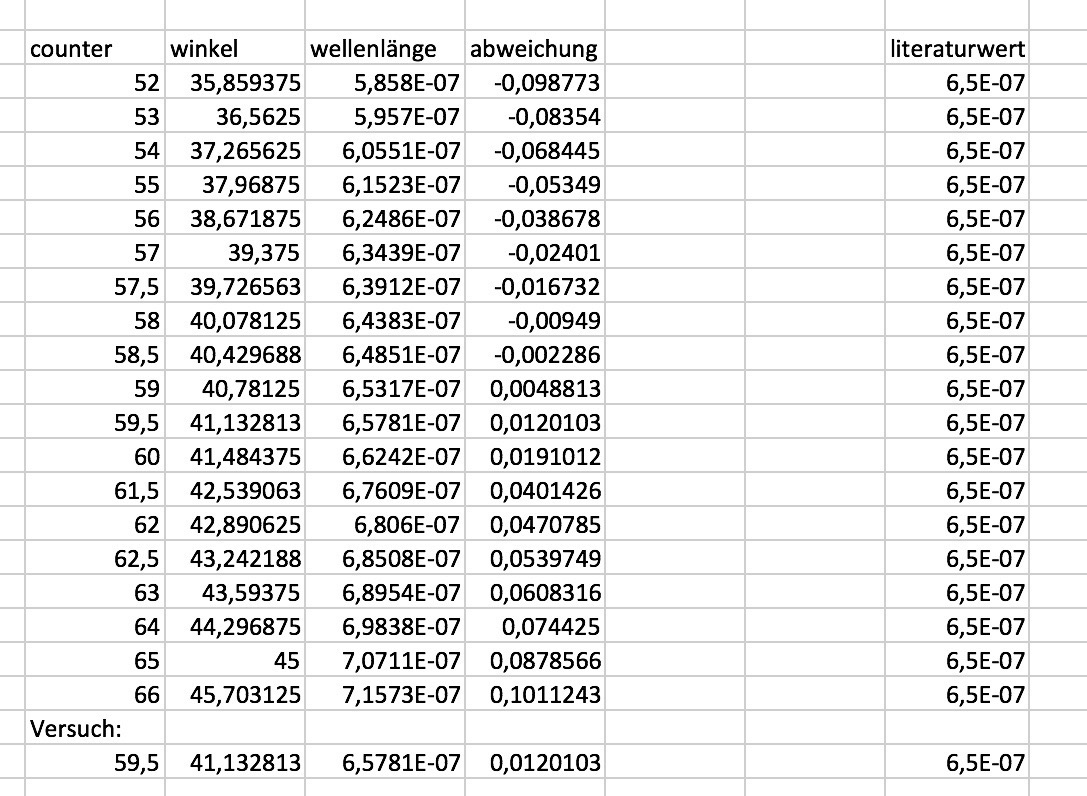 counter winkel wellenlänge abweichung literaturwert
52 35,859375 5,858E-07 -0,098773 6,5E-07
53 36,5625 5,957E-07 -0,08354 6,5E-07
54 37,265625 6,0551E-07 -0,068445 6,5E-07
55 37,96875 6,1523E-07 -0,05349 6,5E-07
56 38,671875 6,2486E-07 -0,038678 6,5E-07
57 39,375 6,3439E-07 -0,02401 6,5E-07
57,5 39,726563 6,3912E-07 -0,016732 6,5E-07
58 40,078125 6,4383E-07 -0,00949 6,5E-07
58,5 40,429688 6,4851E-07 -0,002286 6,5E-07
59 40,78125 6,5317E-07 0,0048813 6,5E-07
59,5 41,132813 6,5781E-07 0,0120103 6,5E-07
60 41,484375 6,6242E-07 0,0191012 6,5E-07
61,5 42,539063 6,7609E-07 0,0401426 6,5E-07
62 42,890625 6,806E-07 0,0470785 6,5E-07
62,5 43,242188 6,8508E-07 0,0539749 6,5E-07
63 43,59375 6,8954E-07 0,0608316 6,5E-07
64 44,296875 6,9838E-07 0,074425 6,5E-07
65 45 7,0711E-07 0,0878566 6,5E-07
66 45,703125 7,1573E-07 0,1011243 6,5E-07
Versuch:
59,5 41,132813 6,5781E-07 0,0120103 6,5E-07